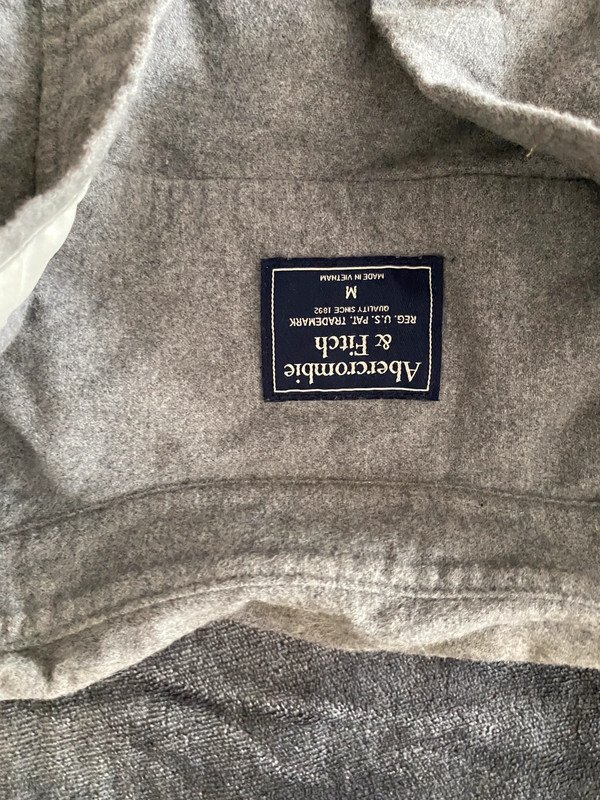 Abercrombie
& Fitch
REG. U.S. PAT. TRADEMARK
QUALITY SINCE 1892
M
MADE IN VIETNAM